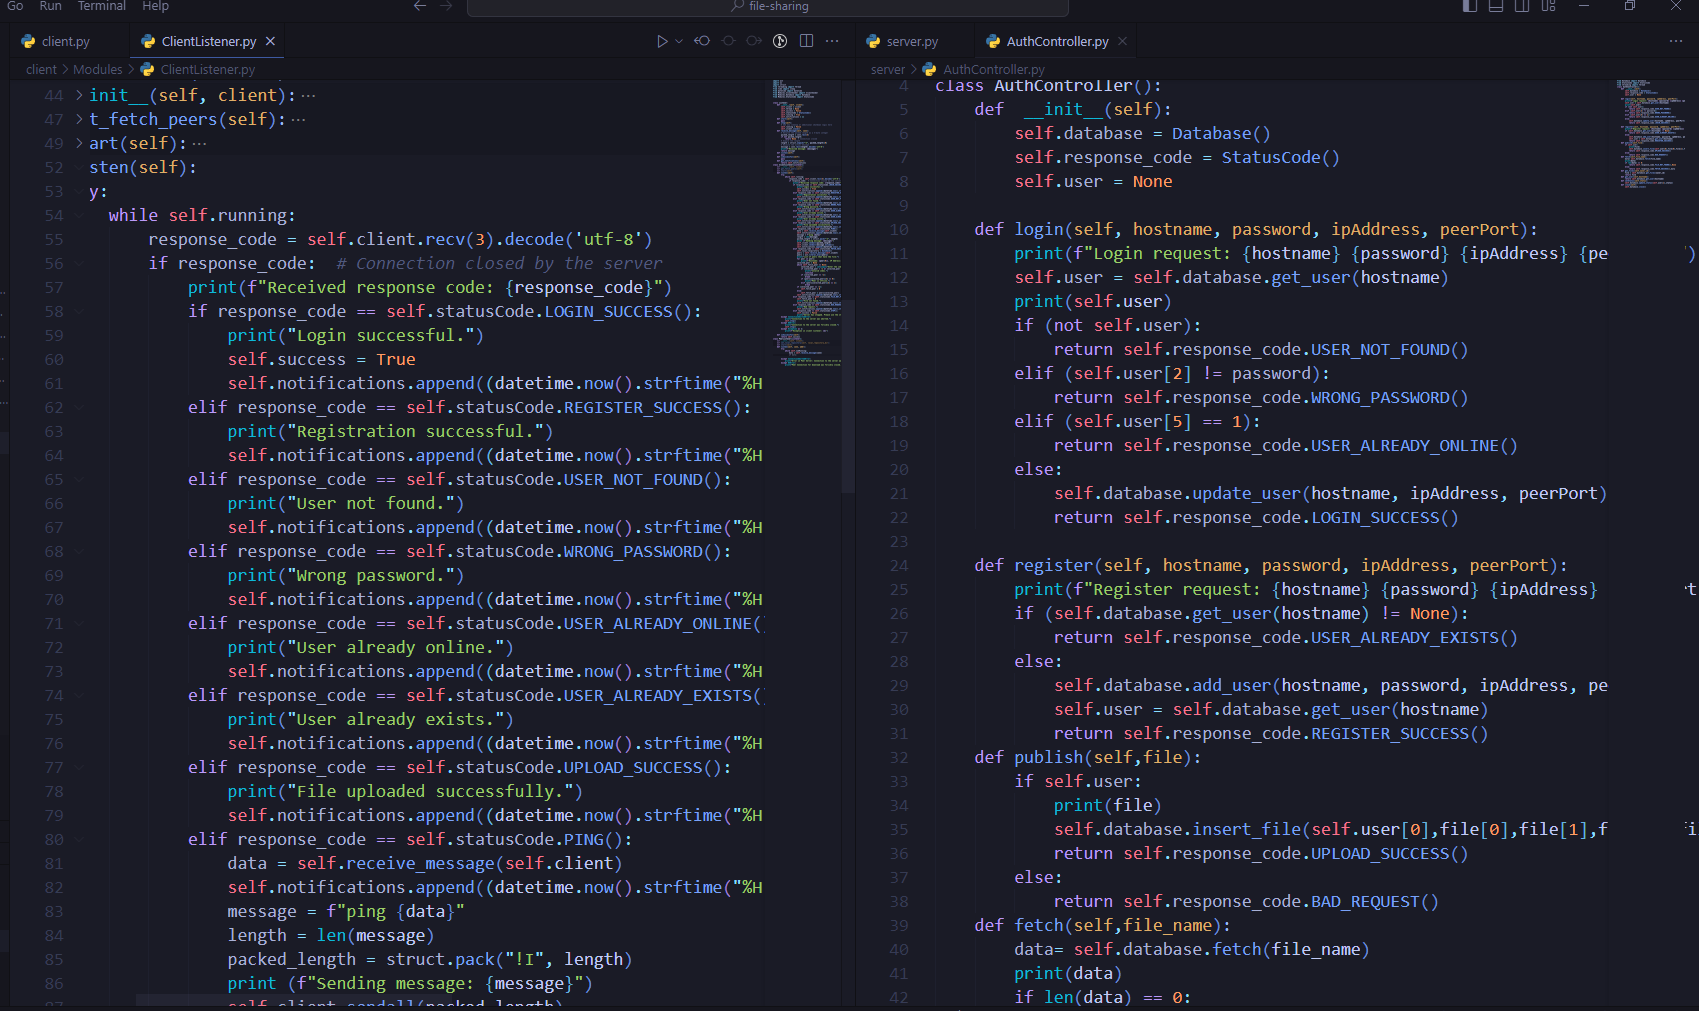 Go Run Terminal Help
file-sharing
client.py ClientListener.py
client > Modules > ClientListener.py
44 init__(self, client): ...
47 t_fetch_peers(self): ...
49 art(self): ...
52 sten(self):
53 y:
54 while self.running:
55 response_code = self.client.recv(3).decode('utf-8')
56 if response_code: # Connection closed by the server
57 print(f"Received response code: {response_code}")
58 if response_code == self.statusCode.LOGIN_SUCCESS():
59 print("Login successful.")
60 self.success = True
61 self.notifications.append((datetime.now().strftime("%H
62 elif response_code == self.statusCode.REGISTER_SUCCESS():
63 print("Registration successful.")
64 self.notifications.append((datetime.now().strftime("%H
65 elif response_code == self.statusCode.USER_NOT_FOUND():
66 print("User not found.")
67 self.notifications.append((datetime.now().strftime("%H
68 elif response_code == self.statusCode.WRONG_PASSWORD():
69 print("Wrong password.")
70 self.notifications.append((datetime.now().strftime("%H
71 elif response_code == self.statusCode.USER_ALREADY_ONLINE()
72 print("User already online.")
73 self.notifications.append((datetime.now().strftime("%H
74 elif response_code == self.statusCode.USER_ALREADY_EXISTS()
75 print("User already exists.")
76 self.notifications.append((datetime.now().strftime("%H
77 elif response_code == self.statusCode.UPLOAD_SUCCESS():
78 print("File uploaded successfully.")
79 self.notifications.append((datetime.now().strftime("%H
80 elif response_code == self.statusCode.PING():
81 data = self.receive_message(self.client)
82 self.notifications.append((datetime.now().strftime("%H
83 message = f"ping {data}"
84 length = len(message)
85 packed_length = struct.pack("!I", length)
86 print (f"Sending message: {message}")
87 self.client.sendall(packed_length)
server.py AuthController.py
server > AuthController.py
4 class AuthController():
5 def __init__(self):
6 self.database = Database()
7 self.response_code = StatusCode()
8 self.user = None
9
10 def login(self, hostname, password, ipAddress, peerPort):
11 print(f"Login request: {hostname} {password} {ipAddress} {pe ')
12 self.user = self.database.get_user(hostname)
13 print(self.user)
14 if (not self.user):
15 return self.response_code.USER_NOT_FOUND()
16 elif (self.user[2] != password):
17 return self.response_code.WRONG_PASSWORD()
18 elif (self.user[5] == 1):
19 return self.response_code.USER_ALREADY_ONLINE()
20 else:
21 self.database.update_user(hostname, ipAddress, peerPort)
22 return self.response_code.LOGIN_SUCCESS()
23
24 def register(self, hostname, password, ipAddress, peerPort):
25 print(f"Register request: {hostname} {password} {ipAddress} rt
26 if (self.database.get_user(hostname) != None):
27 return self.response_code.USER_ALREADY_EXISTS()
28 else:
29 self.database.add_user(hostname, password, ipAddress, pe
30 self.user = self.database.get_user(hostname)
31 return self.response_code.REGISTER_SUCCESS()
32 def publish(self,file):
33 if self.user:
34 print(file)
35 self.database.insert_file(self.user[0],file[0],file[1],f fi
36 return self.response_code.UPLOAD_SUCCESS()
37 else:
38 return self.response_code.BAD_REQUEST()
39 def fetch(self,file_name):
40 data= self.database.fetch(file_name)
41 print(data)
42 if len(data) == 0: